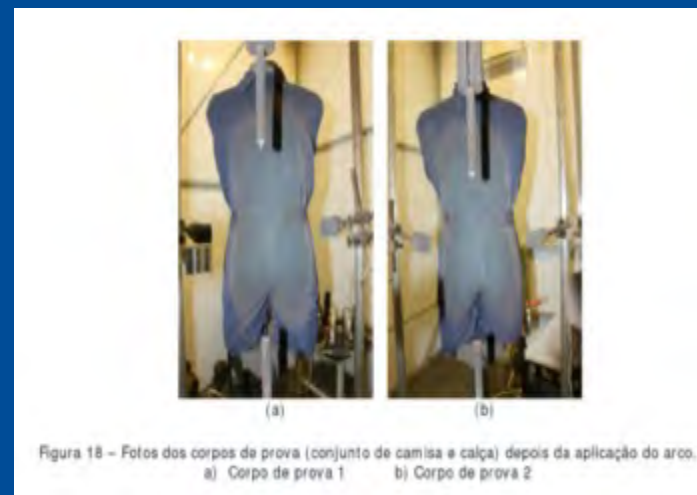 (a)
(b)
Figura 18 – Fotos dos corpos de prova (conjunto de camisa e calça) depois da aplicação do arco.
a) Corpo de prova 1 b) Corpo de prova 2